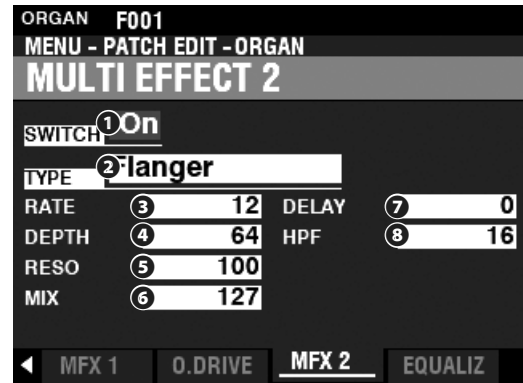 ORGAN F001
MENU - PATCH EDIT - ORGAN
MULTI EFFECT 2
SWITCH 1 On
TYPE 2 Flanger
RATE 3 12 DELAY 7 0
DEPTH 4 64 HPF 8 16
RESO 5 100
MIX 6 127
◀ MFX 1 O.DRIVE MFX 2 EQUALIZ